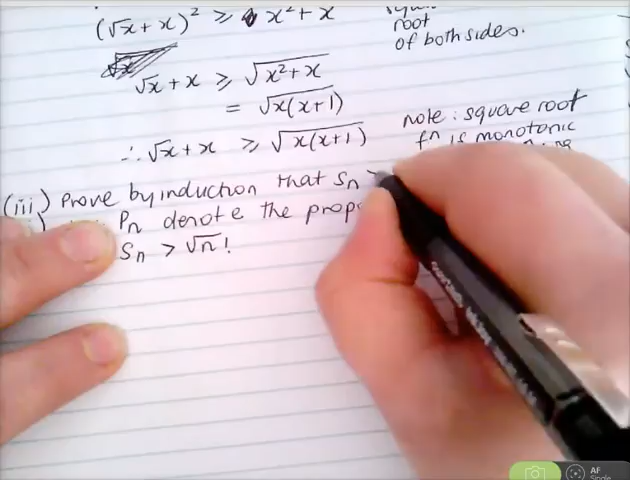 (√x + x)² ≥ x² + x
root
of both sides.
√x + x ≥ √(x² + x)
= √(x(x+1))
∴ √x + x ≥ √(x(x+1))
note : square root
fⁿ is monotonic
(iii) Prove by induction that Sn >
Pn denote the
Sn > √n!
AF